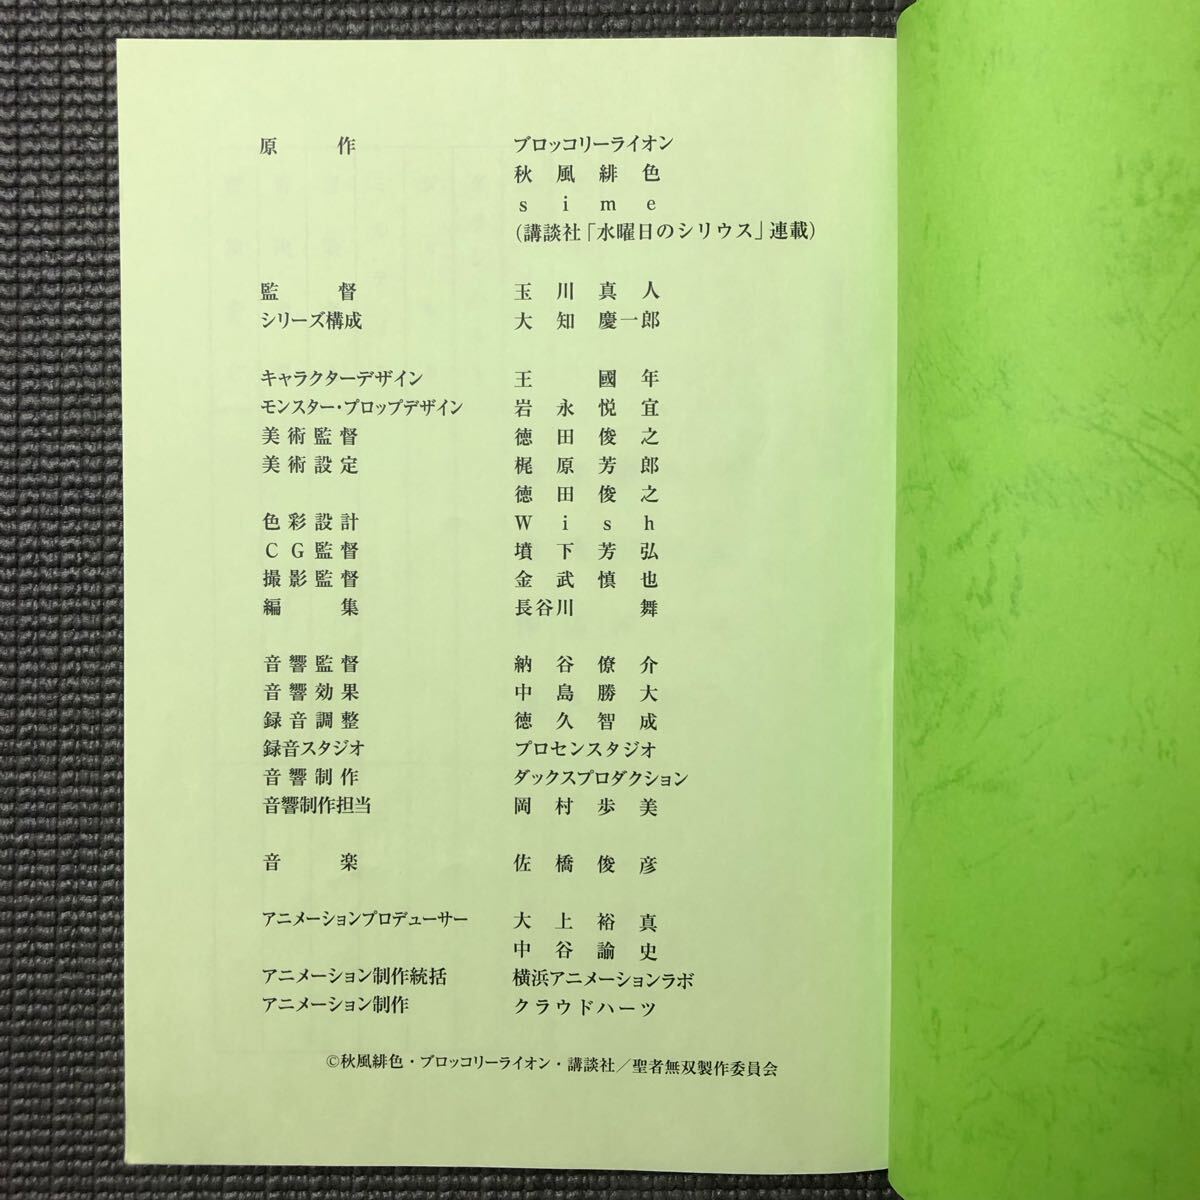 原作 ブロッコリーライオン
秋風緋色
sime
(講談社「水曜日のシリウス」連載)
監督 玉川真人
シリーズ構成 大知慶一郎
キャラクターデザイン 王國年
モンスター・プロップデザイン 岩永悦宜
美術監督 徳田俊之
美術設定 梶原芳郎
徳田俊之
色彩設計 Wish
CG監督 墳下芳弘
撮影監督 金武慎也
編集 長谷川舞
音響監督 納谷僚介
音響効果 中島勝大
録音調整 徳久智成
録音スタジオ プロセンスタジオ
音響制作 ダックスプロダクション
音響制作担当 岡村歩美
音楽 佐橋俊彦
アニメーションプロデューサー 大上裕真
中谷諭史
アニメーション制作統括 横浜アニメーションラボ
アニメーション制作 クラウドハーツ
©秋風緋色・ブロッコリーライオン・講談社／聖者無双製作委員会